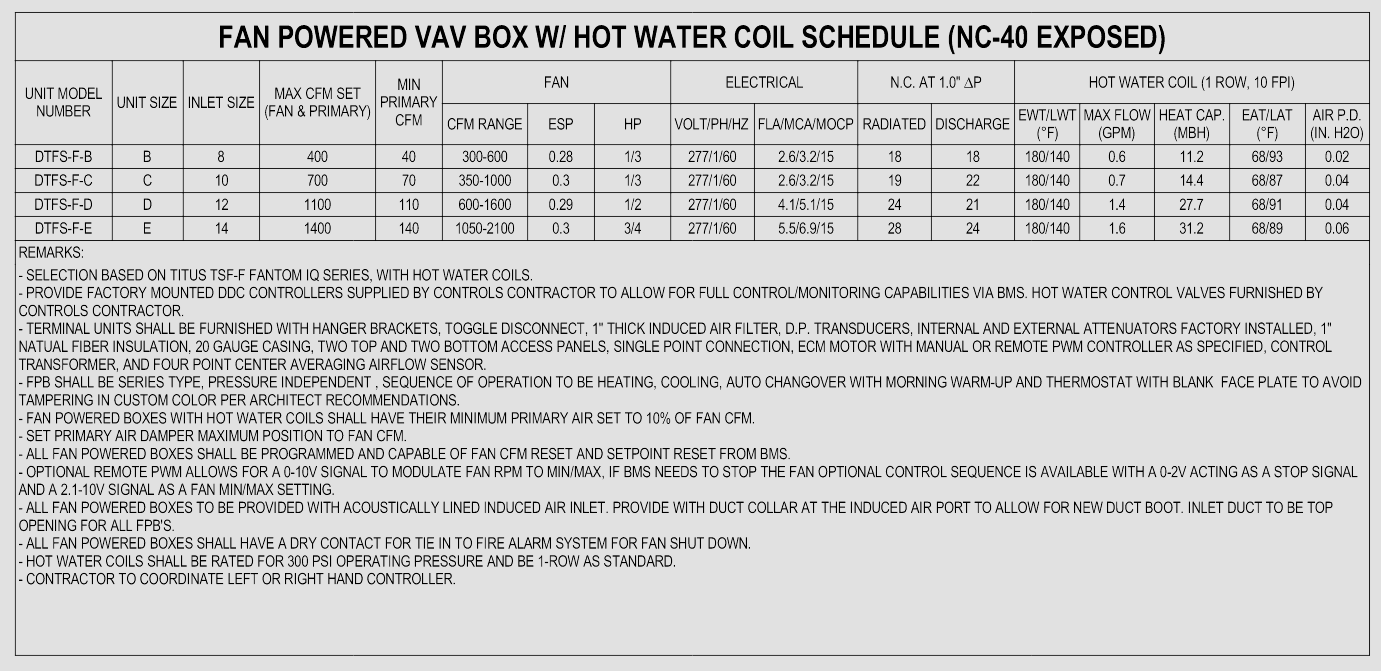 FAN POWERED VAV BOX W/ HOT WATER COIL SCHEDULE (NC-40 EXPOSED)
UNIT MODEL NUMBER UNIT SIZE INLET SIZE MAX CFM SET (FAN & PRIMARY) MIN PRIMARY CFM FAN ELECTRICAL N.C. AT 1.0" ΔP HOT WATER COIL (1 ROW, 10 FPI)
CFM RANGE ESP HP VOLT/PH/HZ FLA/MCA/MOCP RADIATED DISCHARGE EWT/LWT (°F) MAX FLOW (GPM) HEAT CAP. (MBH) EAT/LAT (°F) AIR P.D. (IN. H2O)
DTFS-F-B B 8 400 40 300-600 0.28 1/3 277/1/60 2.6/3.2/15 18 18 180/140 0.6 11.2 68/93 0.02
DTFS-F-C C 10 700 70 350-1000 0.3 1/3 277/1/60 2.6/3.2/15 19 22 180/140 0.7 14.4 68/87 0.04
DTFS-F-D D 12 1100 110 600-1600 0.29 1/2 277/1/60 4.1/5.1/15 24 21 180/140 1.4 27.7 68/91 0.04
DTFS-F-E E 14 1400 140 1050-2100 0.3 3/4 277/1/60 5.5/6.9/15 28 24 180/140 1.6 31.2 68/89 0.06
REMARKS:
- SELECTION BASED ON TITUS TSF-F FANTOM IQ SERIES, WITH HOT WATER COILS.
- PROVIDE FACTORY MOUNTED DDC CONTROLLERS SUPPLIED BY CONTROLS CONTRACTOR TO ALLOW FOR FULL CONTROL/MONITORING CAPABILITIES VIA BMS. HOT WATER CONTROL VALVES FURNISHED BY
CONTROLS CONTRACTOR.
- TERMINAL UNITS SHALL BE FURNISHED WITH HANGER BRACKETS, TOGGLE DISCONNECT, 1" THICK INDUCED AIR FILTER, D.P. TRANSDUCERS, INTERNAL AND EXTERNAL ATTENUATORS FACTORY INSTALLED, 1"
NATUAL FIBER INSULATION, 20 GAUGE CASING, TWO TOP AND TWO BOTTOM ACCESS PANELS, SINGLE POINT CONNECTION, ECM MOTOR WITH MANUAL OR REMOTE PWM CONTROLLER AS SPECIFIED, CONTROL
TRANSFORMER, AND FOUR POINT CENTER AVERAGING AIRFLOW SENSOR.
- FPB SHALL BE SERIES TYPE, PRESSURE INDEPENDENT , SEQUENCE OF OPERATION TO BE HEATING, COOLING, AUTO CHANGOVER WITH MORNING WARM-UP AND THERMOSTAT WITH BLANK FACE PLATE TO AVOID
TAMPERING IN CUSTOM COLOR PER ARCHITECT RECOMMENDATIONS.
- FAN POWERED BOXES WITH HOT WATER COILS SHALL HAVE THEIR MINIMUM PRIMARY AIR SET TO 10% OF FAN CFM.
- SET PRIMARY AIR DAMPER MAXIMUM POSITION TO FAN CFM.
- ALL FAN POWERED BOXES SHALL BE PROGRAMMED AND CAPABLE OF FAN CFM RESET AND SETPOINT RESET FROM BMS.
- OPTIONAL REMOTE PWM ALLOWS FOR A 0-10V SIGNAL TO MODULATE FAN RPM TO MIN/MAX, IF BMS NEEDS TO STOP THE FAN OPTIONAL CONTROL SEQUENCE IS AVAILABLE WITH A 0-2V ACTING AS A STOP SIGNAL
AND A 2.1-10V SIGNAL AS A FAN MIN/MAX SETTING.
- ALL FAN POWERED BOXES TO BE PROVIDED WITH ACOUSTICALLY LINED INDUCED AIR INLET. PROVIDE WITH DUCT COLLAR AT THE INDUCED AIR PORT TO ALLOW FOR NEW DUCT BOOT. INLET DUCT TO BE TOP
OPENING FOR ALL FPB'S.
- ALL FAN POWERED BOXES SHALL HAVE A DRY CONTACT FOR TIE IN TO FIRE ALARM SYSTEM FOR FAN SHUT DOWN.
- HOT WATER COILS SHALL BE RATED FOR 300 PSI OPERATING PRESSURE AND BE 1-ROW AS STANDARD.
- CONTRACTOR TO COORDINATE LEFT OR RIGHT HAND CONTROLLER.